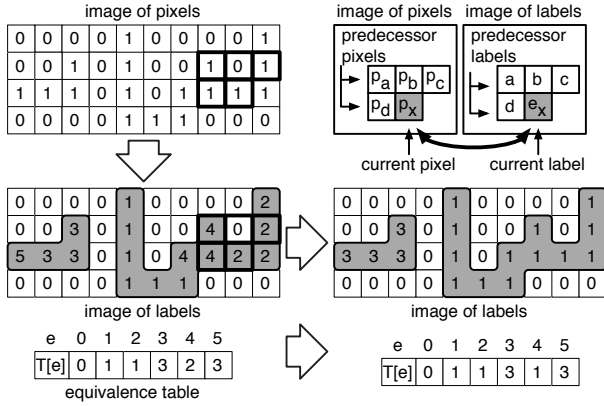 image of pixels
0 0 0 0 1 0 0 0 0 1
0 0 1 0 1 0 0 1 0 1
1 1 1 0 1 0 1 1 1 1
0 0 0 0 1 1 1 0 0 0
image of pixels
predecessor
pixels
p_a p_b p_c
p_d p_x
current pixel
image of labels
predecessor
labels
a b c
d e_x
current label
0 0 0 0 1 0 0 0 0 2
0 0 3 0 1 0 0 4 0 2
5 3 3 0 1 0 4 4 2 2
0 0 0 0 1 1 1 0 0 0
image of labels
e 0 1 2 3 4 5
T[e] 0 1 1 3 2 3
equivalence table
0 0 0 0 1 0 0 0 0 1
0 0 3 0 1 0 0 1 0 1
3 3 3 0 1 0 1 1 1 1
0 0 0 0 1 1 1 0 0 0
image of labels
e 0 1 2 3 4 5
T[e] 0 1 1 3 1 3